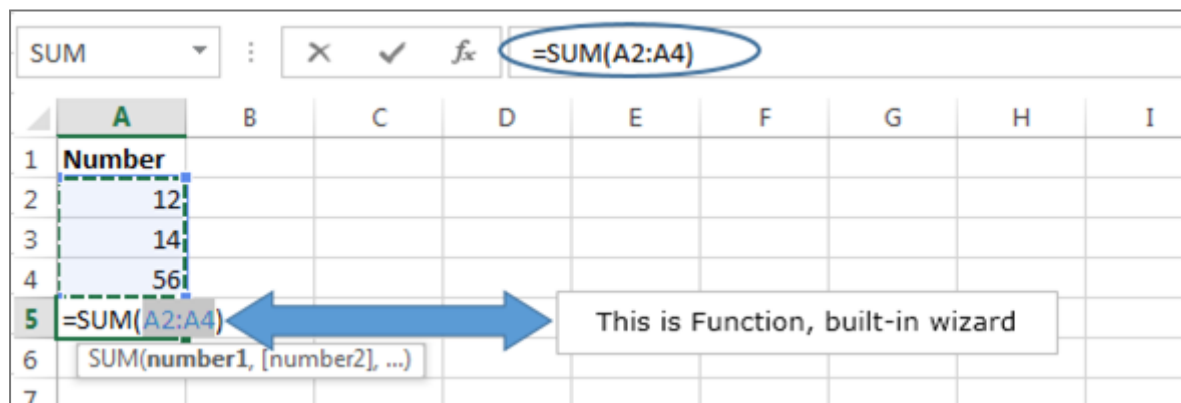 SUM fx =SUM(A2:A4)
A B C D E F G H I
1 Number
2 12
3 14
4 56
5 =SUM(A2:A4) This is Function, built-in wizard
6 SUM(number1, [number2], ...)
7